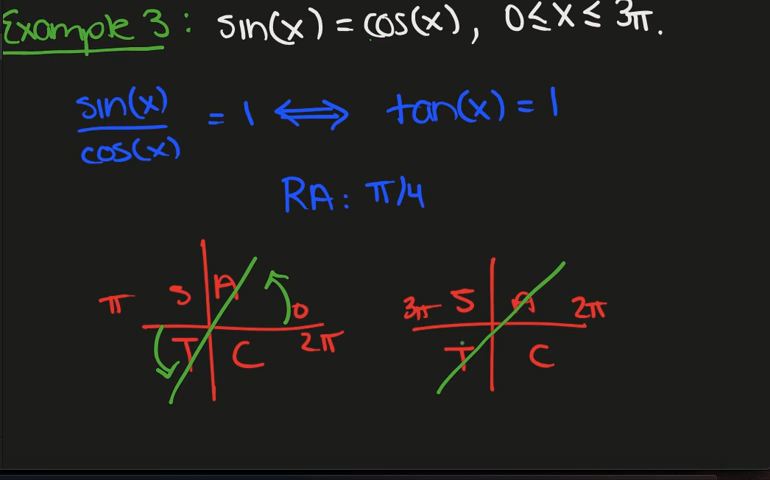 Example 3 : sin(x) = cos(x), 0 ≤ x ≤ 3π.
sin(x)/cos(x) = 1 ⟺ tan(x) = 1
RA: π/4
π S A 0 3π S A 2π
T C 2π T C